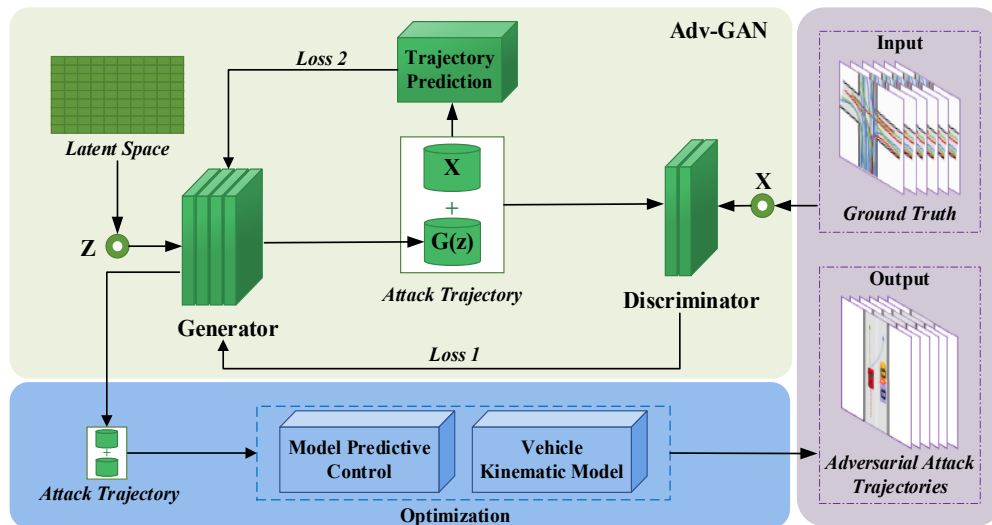 Adv-GAN
Loss 2
Trajectory
Prediction
Latent Space
X
+
G(z)
Z
Attack Trajectory
Generator
Discriminator
Loss 1
X
Input
Ground Truth
Output
Adversarial Attack
Trajectories
+
Attack Trajectory
Model Predictive
Control
Vehicle
Kinematic Model
Optimization